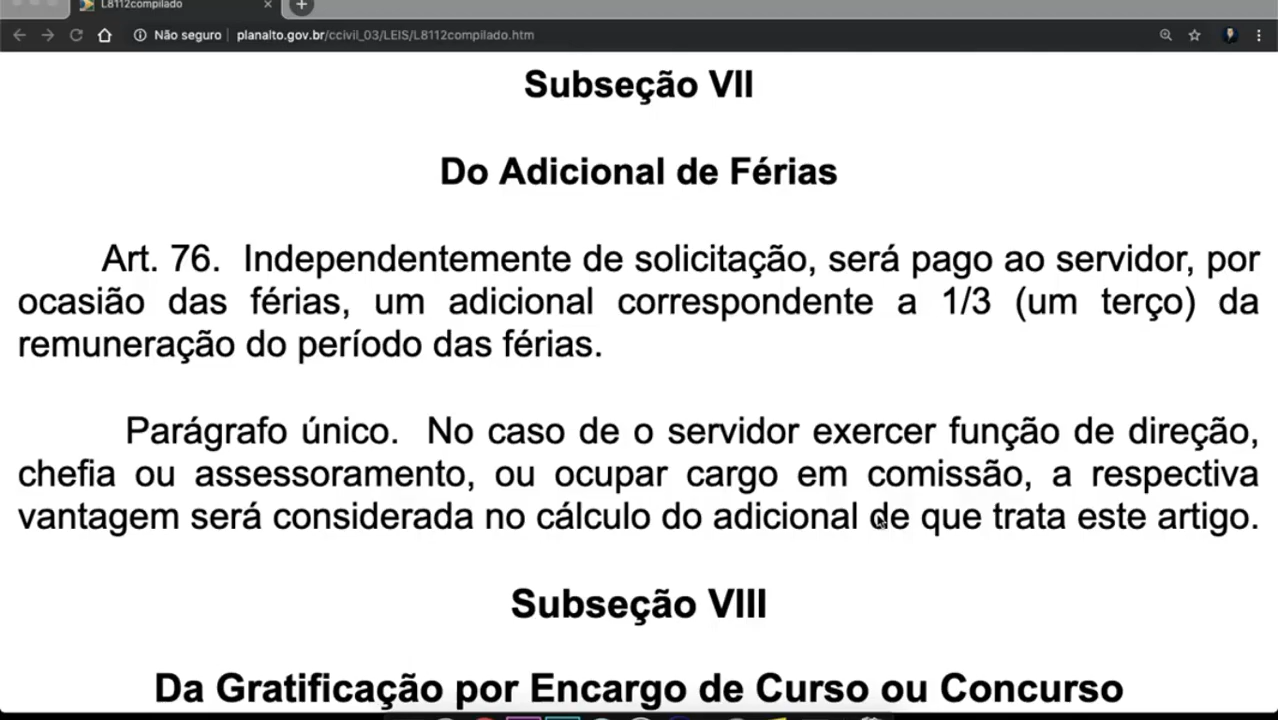 L8112compilado
Não seguro planalto.gov.br/ccivil_03/LEIS/L8112compilado.htm
Subseção VII
Do Adicional de Férias
Art. 76.  Independentemente de solicitação, será pago ao servidor, por
ocasião das férias, um adicional correspondente a 1/3 (um terço) da
remuneração do período das férias.
Parágrafo único.  No caso de o servidor exercer função de direção,
chefia ou assessoramento, ou ocupar cargo em comissão, a respectiva
vantagem será considerada no cálculo do adicional de que trata este artigo.
Subseção VIII
Da Gratificação por Encargo de Curso ou Concurso